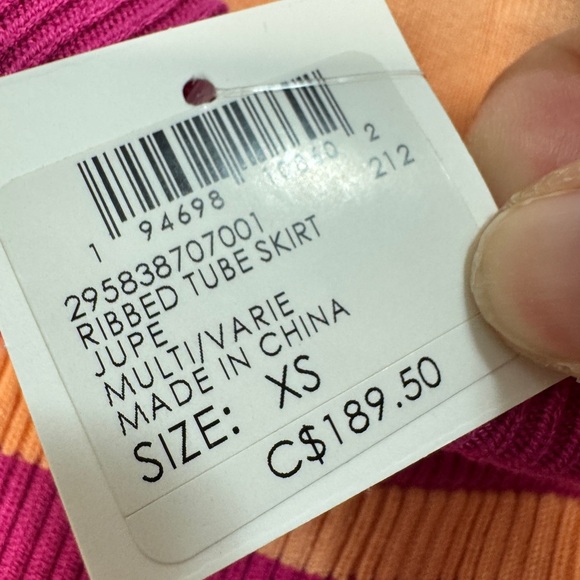 1 94698 2
212
295838707001
RIBBED TUBE SKIRT
JUPE
MULTI/VARIE
MADE IN CHINA
SIZE: XS
C$189.50